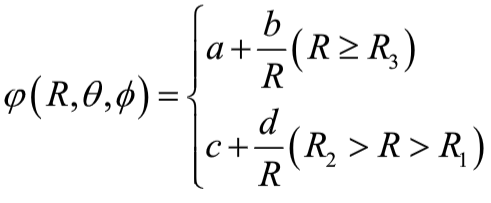 φ(R,θ,ϕ) = { a + b/R (R ≥ R₃)
c + d/R (R₂ > R > R₁)